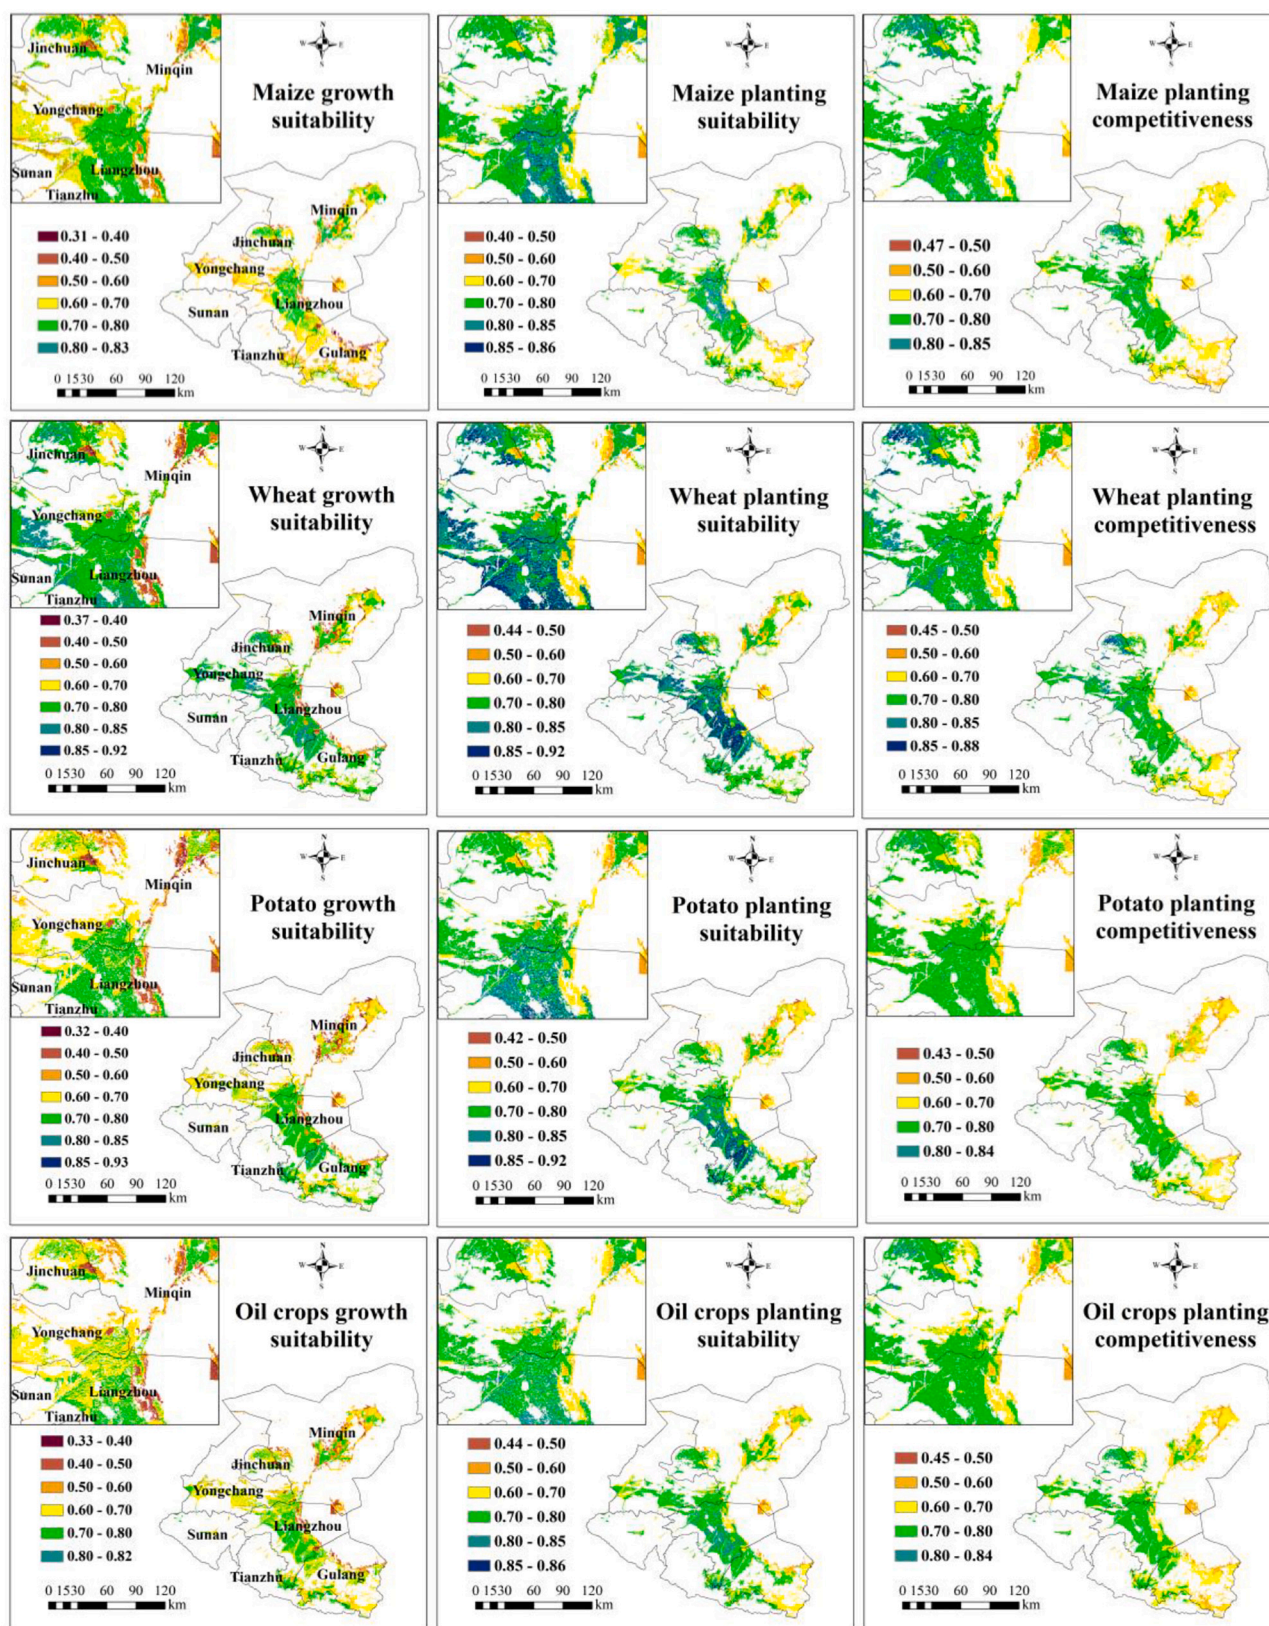 Jinchuan
Minqin
Yongchang
Sunan
Liangzhou
Tianzhu
N
W E
S
Maize growth
suitability
0.31 - 0.40
0.40 - 0.50
0.50 - 0.60
0.60 - 0.70
0.70 - 0.80
0.80 - 0.83
Minqin
Jinchuan
Yongchang
Liangzhou
Sunan
Tianzhu
Gulang
0 1530 60 90 120
km
N
W E
S
Maize planting
suitability
0.40 - 0.50
0.50 - 0.60
0.60 - 0.70
0.70 - 0.80
0.80 - 0.85
0.85 - 0.86
0 1530 60 90 120
km
N
W E
S
Maize planting
competitiveness
0.47 - 0.50
0.50 - 0.60
0.60 - 0.70
0.70 - 0.80
0.80 - 0.85
0 1530 60 90 120
km
Jinchuan
Minqin
Yongchang
Sunan
Liangzhou
Tianzhu
N
W E
S
Wheat growth
suitability
0.37 - 0.40
0.40 - 0.50
0.50 - 0.60
0.60 - 0.70
0.70 - 0.80
0.80 - 0.85
0.85 - 0.92
Minqin
Jinchuan
Yongchang
Liangzhou
Sunan
Tianzhu
Gulang
0 1530 60 90 120
km
N
W E
S
Wheat planting
suitability
0.44 - 0.50
0.50 - 0.60
0.60 - 0.70
0.70 - 0.80
0.80 - 0.85
0.85 - 0.92
0 1530 60 90 120
km
N
W E
S
Wheat planting
competitiveness
0.45 - 0.50
0.50 - 0.60
0.60 - 0.70
0.70 - 0.80
0.80 - 0.85
0.85 - 0.88
0 1530 60 90 120
km
Jinchuan
Minqin
Yongchang
Sunan
Liangzhou
Tianzhu
N
W E
S
Potato growth
suitability
0.32 - 0.40
0.40 - 0.50
0.50 - 0.60
0.60 - 0.70
0.70 - 0.80
0.80 - 0.85
0.85 - 0.93
Minqin
Jinchuan
Yongchang
Liangzhou
Sunan
Tianzhu
Gulang
0 1530 60 90 120
km
N
W E
S
Potato planting
suitability
0.42 - 0.50
0.50 - 0.60
0.60 - 0.70
0.70 - 0.80
0.80 - 0.85
0.85 - 0.92
0 1530 60 90 120
km
N
W E
S
Potato planting
competitiveness
0.43 - 0.50
0.50 - 0.60
0.60 - 0.70
0.70 - 0.80
0.80 - 0.84
0 1530 60 90 120
km
Jinchuan
Minqin
Yongchang
Sunan
Liangzhou
Tianzhu
N
W E
S
Oil crops growth
suitability
0.33 - 0.40
0.40 - 0.50
0.50 - 0.60
0.60 - 0.70
0.70 - 0.80
0.80 - 0.82
Minqin
Jinchuan
Yongchang
Liangzhou
Sunan
Tianzhu
Gulang
0 1530 60 90 120
km
N
W E
S
Oil crops planting
suitability
0.44 - 0.50
0.50 - 0.60
0.60 - 0.70
0.70 - 0.80
0.80 - 0.85
0.85 - 0.86
0 1530 60 90 120
km
N
W E
S
Oil crops planting
competitiveness
0.45 - 0.50
0.50 - 0.60
0.60 - 0.70
0.70 - 0.80
0.80 - 0.84
0 1530 60 90 120
km